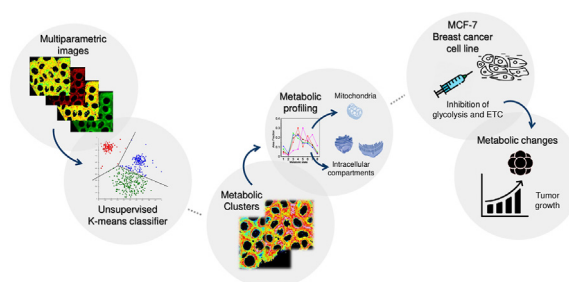 Multiparametric
images
Unsupervised
K-means classifier
Metabolic
Clusters
Metabolic
profiling
Mitochondria
Intracellular
compartments
MCF-7
Breast cancer
cell line
Inhibition of
glycolysis and ETC
Metabolic changes
Tumor
growth